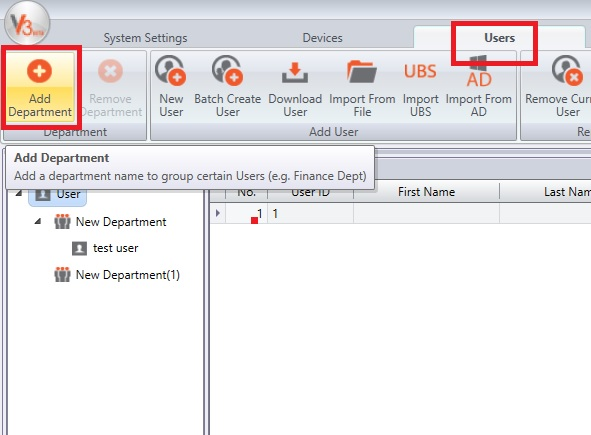 V3
System Settings Devices Users
Add Department
Remove Department
New User
Batch Create User
Download User
Import From File
UBS
Import UBS
AD
Import From AD
Remove Curr
User
Department Add User Re
Add Department
Add a department name to group certain Users (e.g. Finance Dept)
No. User ID First Name Last Nam
1 1
User
New Department
test user
New Department(1)